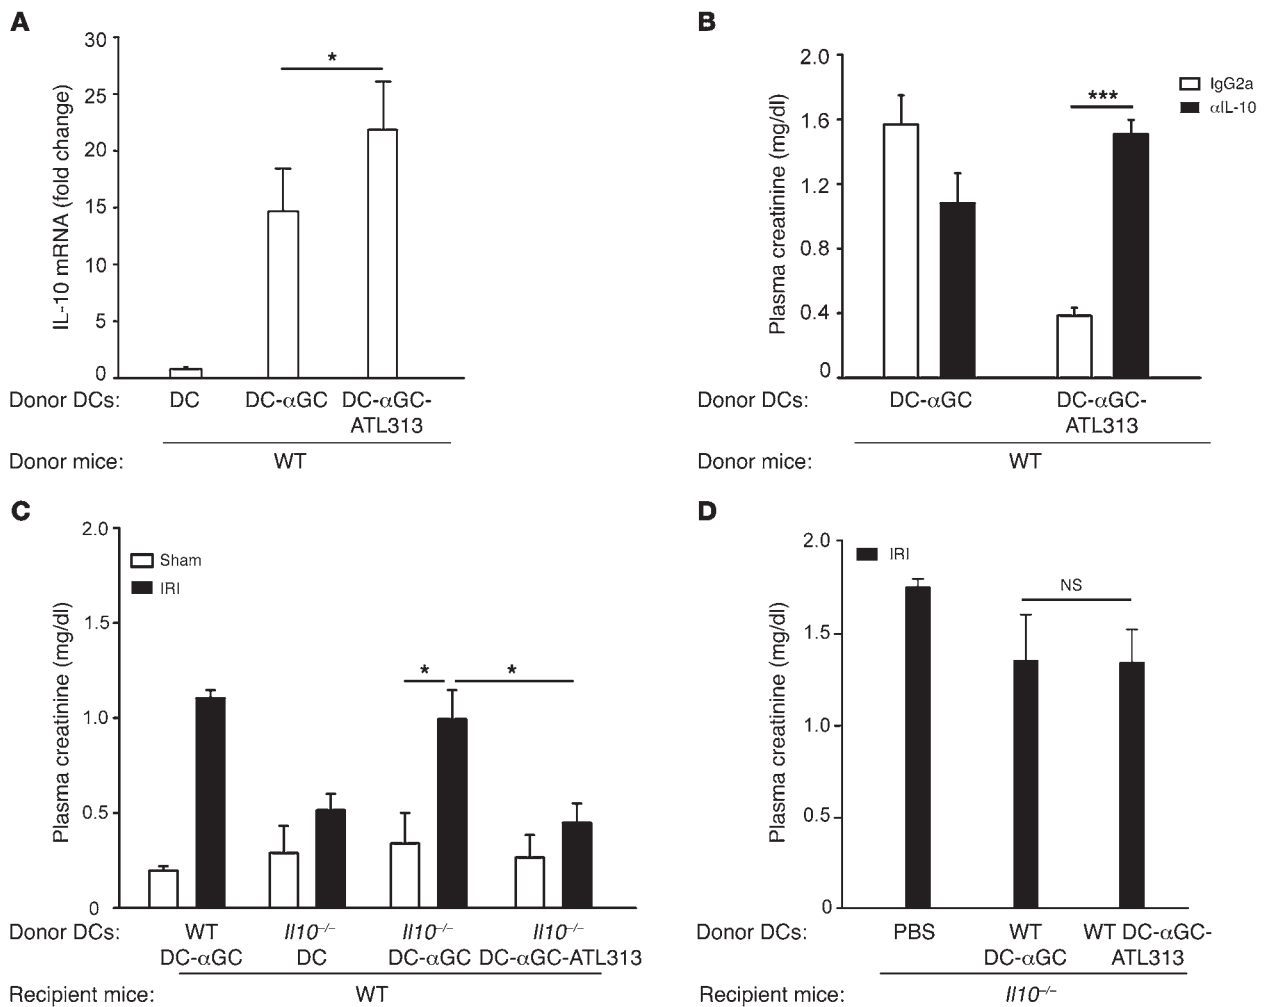 A
IL-10 mRNA (fold change)
30
25
20
15
10
5
0
*
Donor DCs: DC DC-αGC DC-αGC-
ATL313
Donor mice: WT
B
Plasma creatinine (mg/dl)
2.0
1.6
1.2
0.8
0.4
0
***
IgG2a
αIL-10
Donor DCs: DC-αGC DC-αGC-
ATL313
Donor mice: WT
C
Plasma creatinine (mg/dl)
2.0
1.5
1.0
0.5
0
Sham
IRI
* *
Donor DCs: WT Il10–/– Il10–/– Il10–/–
DC-αGC DC DC-αGC DC-αGC-ATL313
Recipient mice: WT
D
Plasma creatinine (mg/dl)
2.0
1.5
1.0
0.5
0
IRI
NS
Donor DCs: PBS WT WT DC-αGC-
DC-αGC ATL313
Recipient mice: Il10–/–